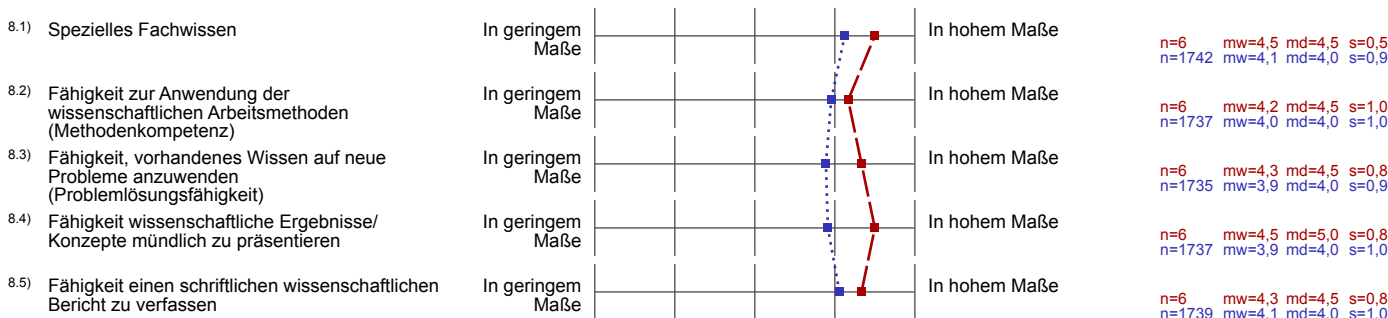 8.1) Spezielles Fachwissen In geringem Maße In hohem Maße
n=6 mw=4,5 md=4,5 s=0,5
n=1742 mw=4,1 md=4,0 s=0,9
8.2) Fähigkeit zur Anwendung der
wissenschaftlichen Arbeitsmethoden
(Methodenkompetenz)
In geringem
Maße
In hohem Maße
n=6 mw=4,2 md=4,5 s=1,0
n=1737 mw=4,0 md=4,0 s=1,0
8.3) Fähigkeit, vorhandenes Wissen auf neue
Probleme anzuwenden
(Problemlösungsfähigkeit)
In geringem
Maße
In hohem Maße
n=6 mw=4,3 md=4,5 s=0,8
n=1735 mw=3,9 md=4,0 s=0,9
8.4) Fähigkeit wissenschaftliche Ergebnisse/
Konzepte mündlich zu präsentieren
In geringem
Maße
In hohem Maße
n=6 mw=4,5 md=5,0 s=0,8
n=1737 mw=3,9 md=4,0 s=1,0
8.5) Fähigkeit einen schriftlichen wissenschaftlichen
Bericht zu verfassen
In geringem
Maße
In hohem Maße
n=6 mw=4,3 md=4,5 s=0,8
n=1739 mw=4,1 md=4,0 s=1,0